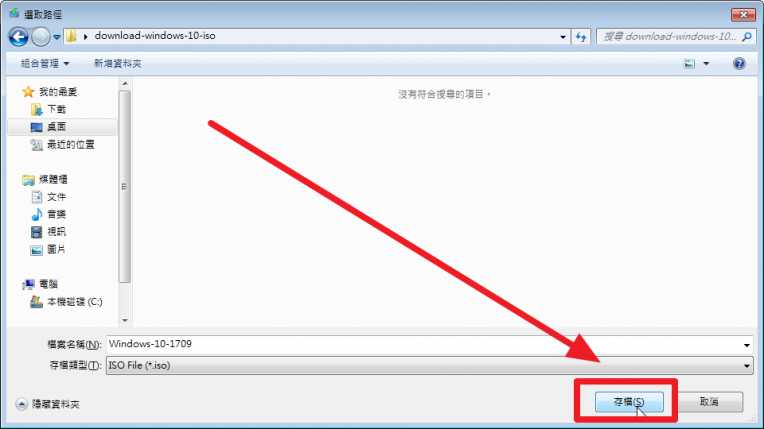 選取路徑
download-windows-10-iso
搜尋 download-windows-10...
組合管理
新增資料夾
我的最愛
下載
桌面
最近的位置
媒體櫃
文件
音樂
視訊
圖片
電腦
本機磁碟 (C:)
沒有符合搜尋的項目。
檔案名稱(N): Windows-10-1709
存檔類型(T): ISO File (*.iso)
隱藏資料夾
存檔(S)
取消